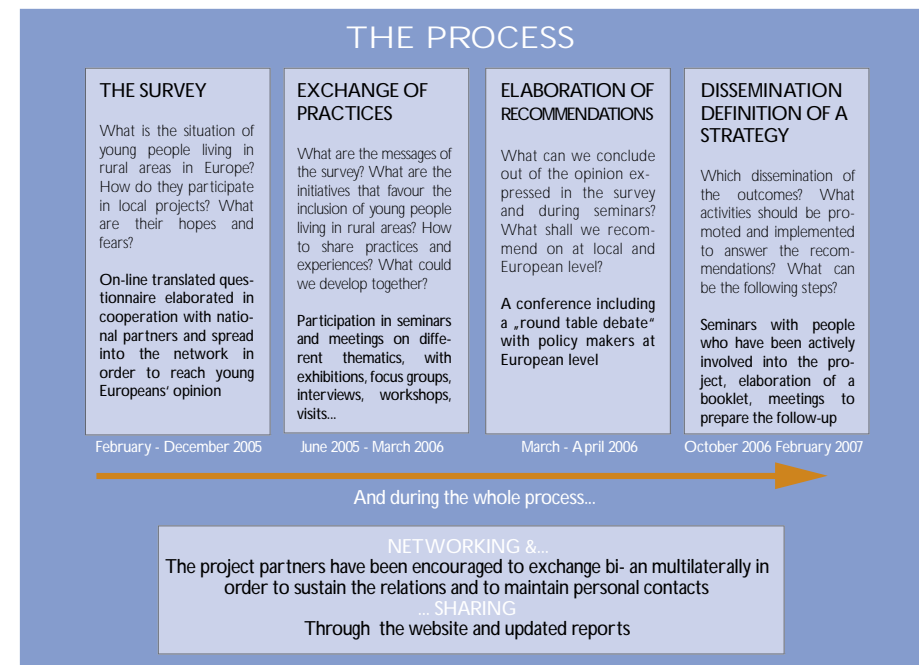 THE PROCESS
THE SURVEY
What is the situation of
young people living in
rural areas in Europe?
How do they participate
in local projects? What
are their hopes and
fears?
On-line translated ques-
tionnaire elaborated in
cooperation with natio-
nal partners and spread
into the network in
order to reach young
Europeans' opinion
February - December 2005
EXCHANGE OF
PRACTICES
What are the messages of
the survey? What are the
initiatives that favour the
inclusion of young people
living in rural areas? How
to share practices and
experiences? What could
we develop together?
Participation in seminars
and meetings on diffe-
rent thematics, with
exhibitions, focus groups,
interviews, workshops,
visits...
June 2005 - March 2006
ELABORATION OF
RECOMMENDATIONS
What can we conclude
out of the opinion ex-
pressed in the survey
and during seminars?
What shall we recom-
mend on at local and
European level?
A conference including
a „round table debate“
with policy makers at
European level
March - April 2006
DISSEMINATION
DEFINITION OF A
STRATEGY
Which dissemination of
the outcomes? What
activities should be pro-
moted and implemented
to answer the recom-
mendations? What can
be the following steps?
Seminars with people
who have been actively
involved into the pro-
ject, elaboration of a
booklet, meetings to
prepare the follow-up
October 2006 February 2007
And during the whole process...
NETWORKING &...
The project partners have been encouraged to exchange bi- an multilaterally in
order to sustain the relations and to maintain personal contacts
... SHARING
Through the website and updated reports